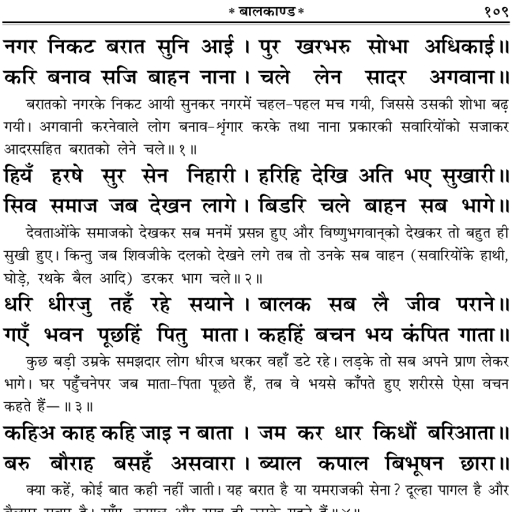 * बालकाण्ड * १०९
नगर निकट बरात सुनि आई। पुर खरभरु सोभा अधिकाई॥
करि बनाव सजि बाहन नाना। चले लेन सादर अगवाना॥
बरातको नगरके निकट आयी सुनकर नगरमें चहल-पहल मच गयी, जिससे उसकी शोभा बढ़
गयी। अगवानी करनेवाले लोग बनाव-शृंगार करके तथा नाना प्रकारकी सवारियोंको सजाकर
आदरसहित बरातको लेने चले॥१॥
हियँ हरषे सुर सेन निहारी। हरिहि देखि अति भए सुखारी॥
सिव समाज जब देखन लागे। बिडरि चले बाहन सब भागे॥
देवताओंके समाजको देखकर सब मनमें प्रसन्न हुए और विष्णुभगवान्‌को देखकर तो बहुत ही
सुखी हुए। किन्तु जब शिवजीके दलको देखने लगे तब तो उनके सब वाहन (सवारियोंके हाथी,
घोड़े, रथके बैल आदि) डरकर भाग चले॥२॥
धरि धीरजु तहँ रहे सयाने। बालक सब लै जीव पराने॥
गएँ भवन पूछहिं पितु माता। कहहिं बचन भय कंपित गाता॥
कुछ बड़ी उम्रके समझदार लोग धीरज धरकर वहाँ डटे रहे। लड़के तो सब अपने प्राण लेकर
भागे। घर पहुँचनेपर जब माता-पिता पूछते हैं, तब वे भयसे काँपते हुए शरीरसे ऐसा वचन
कहते हैं—॥३॥
कहिअ काह कहि जाइ न बाता। जम कर धार किधौं बरिआता॥
बरु बौराह बसहँ असवारा। ब्याल कपाल बिभूषन छारा॥
क्या कहें, कोई बात कही नहीं जाती। यह बरात है या यमराजकी सेना? दूल्हा पागल है और